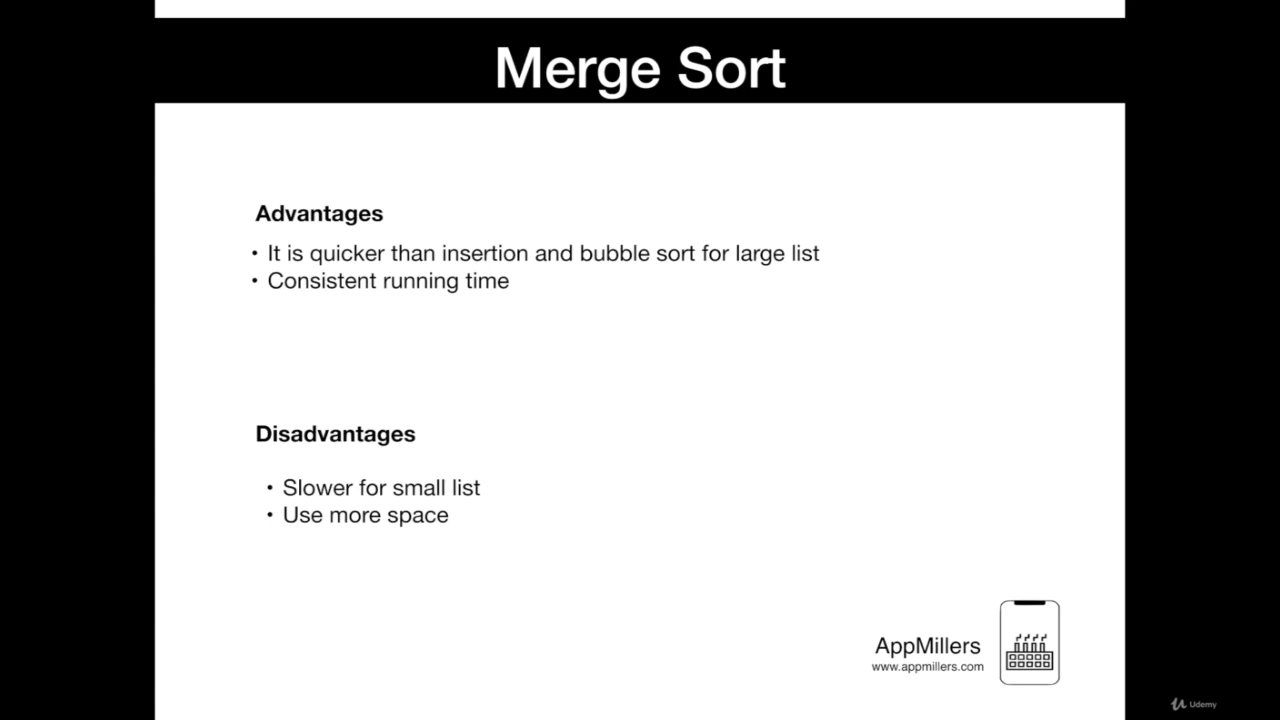 Merge Sort
Advantages
• It is quicker than insertion and bubble sort for large list
• Consistent running time
Disadvantages
• Slower for small list
• Use more space
AppMillers
www.appmillers.com
Udemy